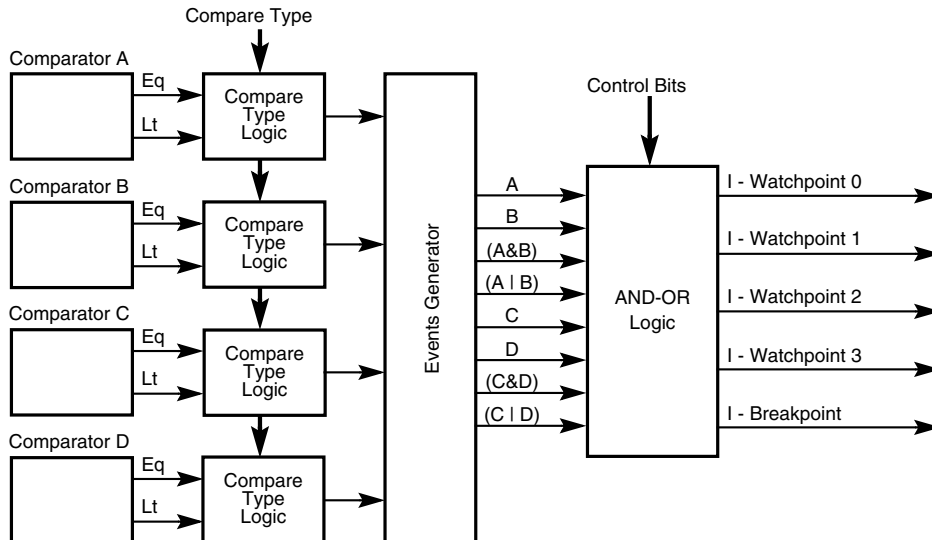 Compare Type
Comparator A
Eq
Lt
Compare
Type
Logic
Comparator B
Eq
Lt
Compare
Type
Logic
Comparator C
Eq
Lt
Compare
Type
Logic
Comparator D
Eq
Lt
Compare
Type
Logic
Events Generator
A
B
(A&B)
(A | B)
C
D
(C&D)
(C | D)
Control Bits
AND-OR
Logic
I - Watchpoint 0
I - Watchpoint 1
I - Watchpoint 2
I - Watchpoint 3
I - Breakpoint